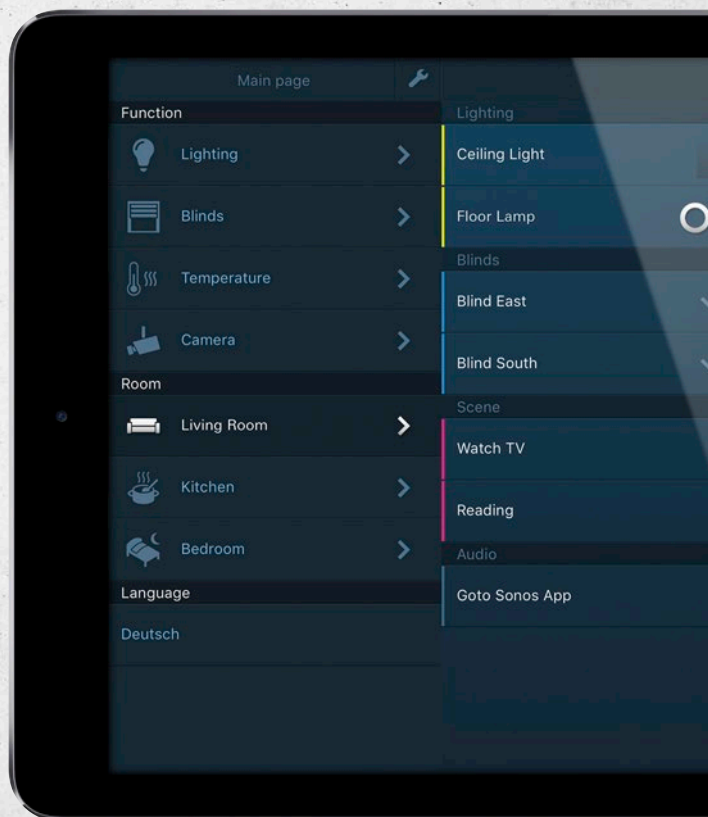 Main page
Function
Lighting
Blinds
Temperature
Camera
Room
Living Room
Kitchen
Bedroom
Language
Deutsch
Lighting
Ceiling Light
Floor Lamp
Blinds
Blind East
Blind South
Scene
Watch TV
Reading
Audio
Goto Sonos App